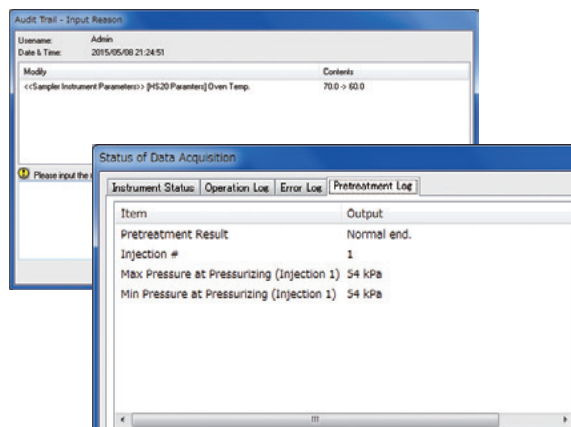 Audit Trail - Input Reason
Username: Admin
Date & Time: 2015/05/08 21:24:51
Modify Contents
<<Sampler Instrument Parameters>> [HS20 Paramters] Oven Temp. 70.0 -> 60.0
Please input the
Status of Data Acquisition
Instrument Status Operation Log Error Log Pretreatment Log
Item Output
Pretreatment Result Normal end.
Injection # 1
Max Pressure at Pressurizing (Injection 1) 54 kPa
Min Pressure at Pressurizing (Injection 1) 54 kPa